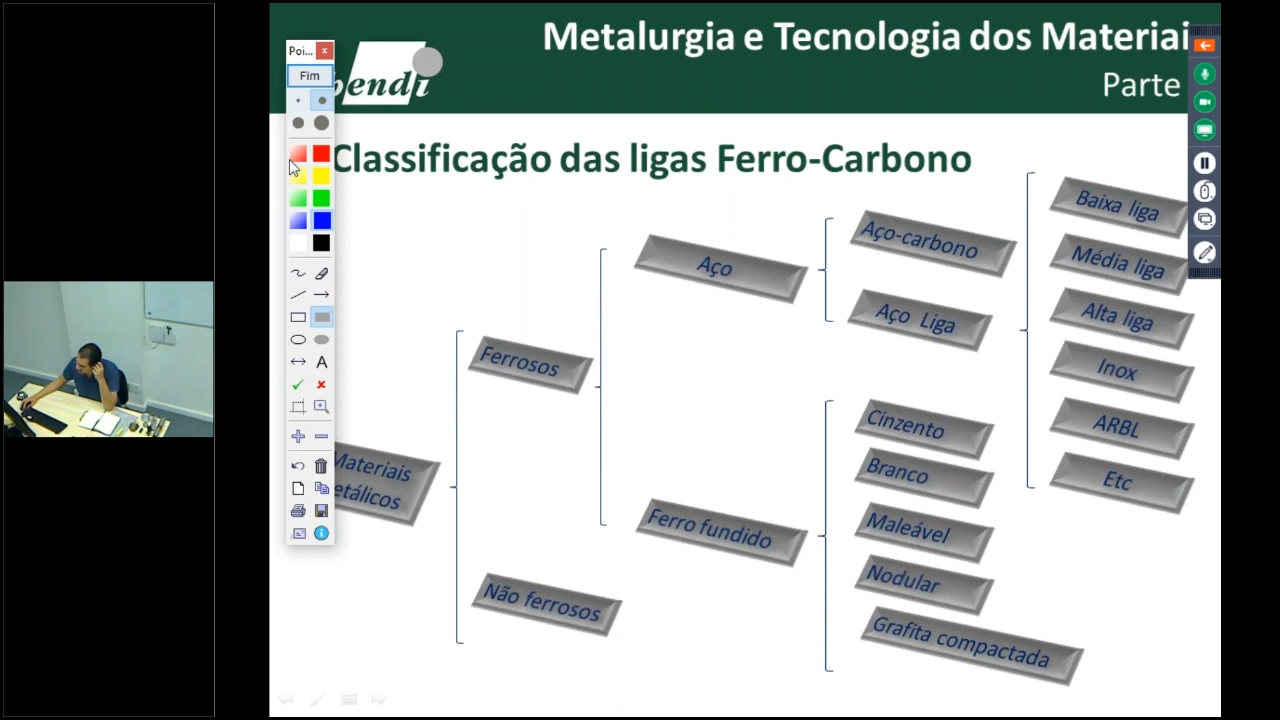 Metalurgia e Tecnologia dos Materiai
Parte
Poi...
Fim
endi
A
Classificação das ligas Ferro-Carbono
Materiais
etálicos
Ferrosos
Não ferrosos
Aço
Ferro fundido
Aço-carbono
Aço Liga
Cinzento
Branco
Maleável
Nodular
Grafita compactada
Baixa liga
Média liga
Alta liga
Inox
ARBL
Etc